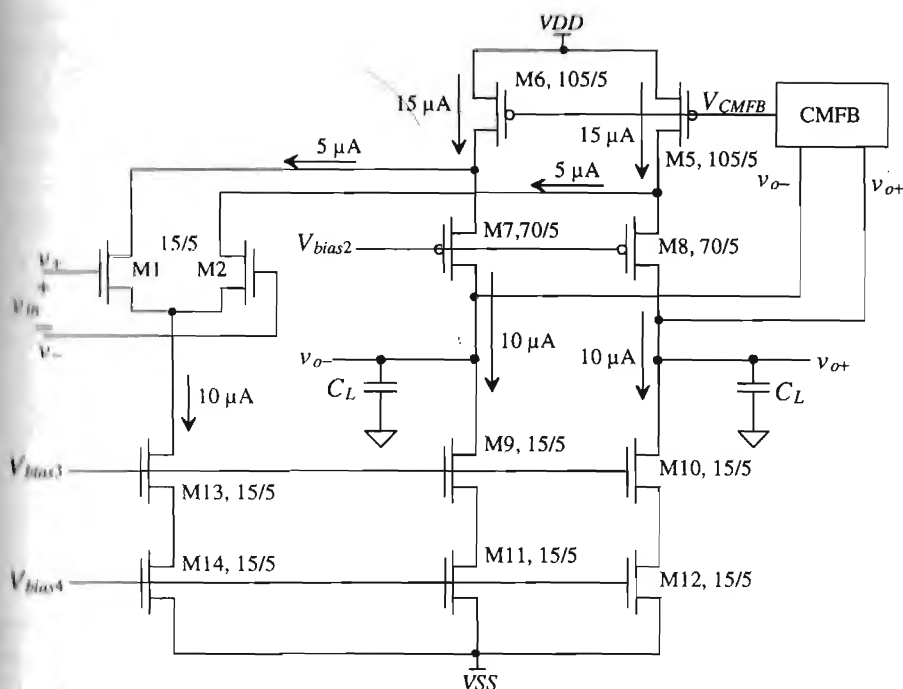 VDD
M6, 105/5
15 μA
15 μA
V_CMFB
CMFB
M5, 105/5
5 μA
5 μA
v_o−
v_o+
M7,70/5
M8, 70/5
V_bias2
15/5
M1
M2
v+
+
v_in
−
v−
10 μA
10 μA
10 μA
v_o−
C_L
v_o+
C_L
V_bias3
M13, 15/5
M9, 15/5
M10, 15/5
V_bias4
M14, 15/5
M11, 15/5
M12, 15/5
VSS